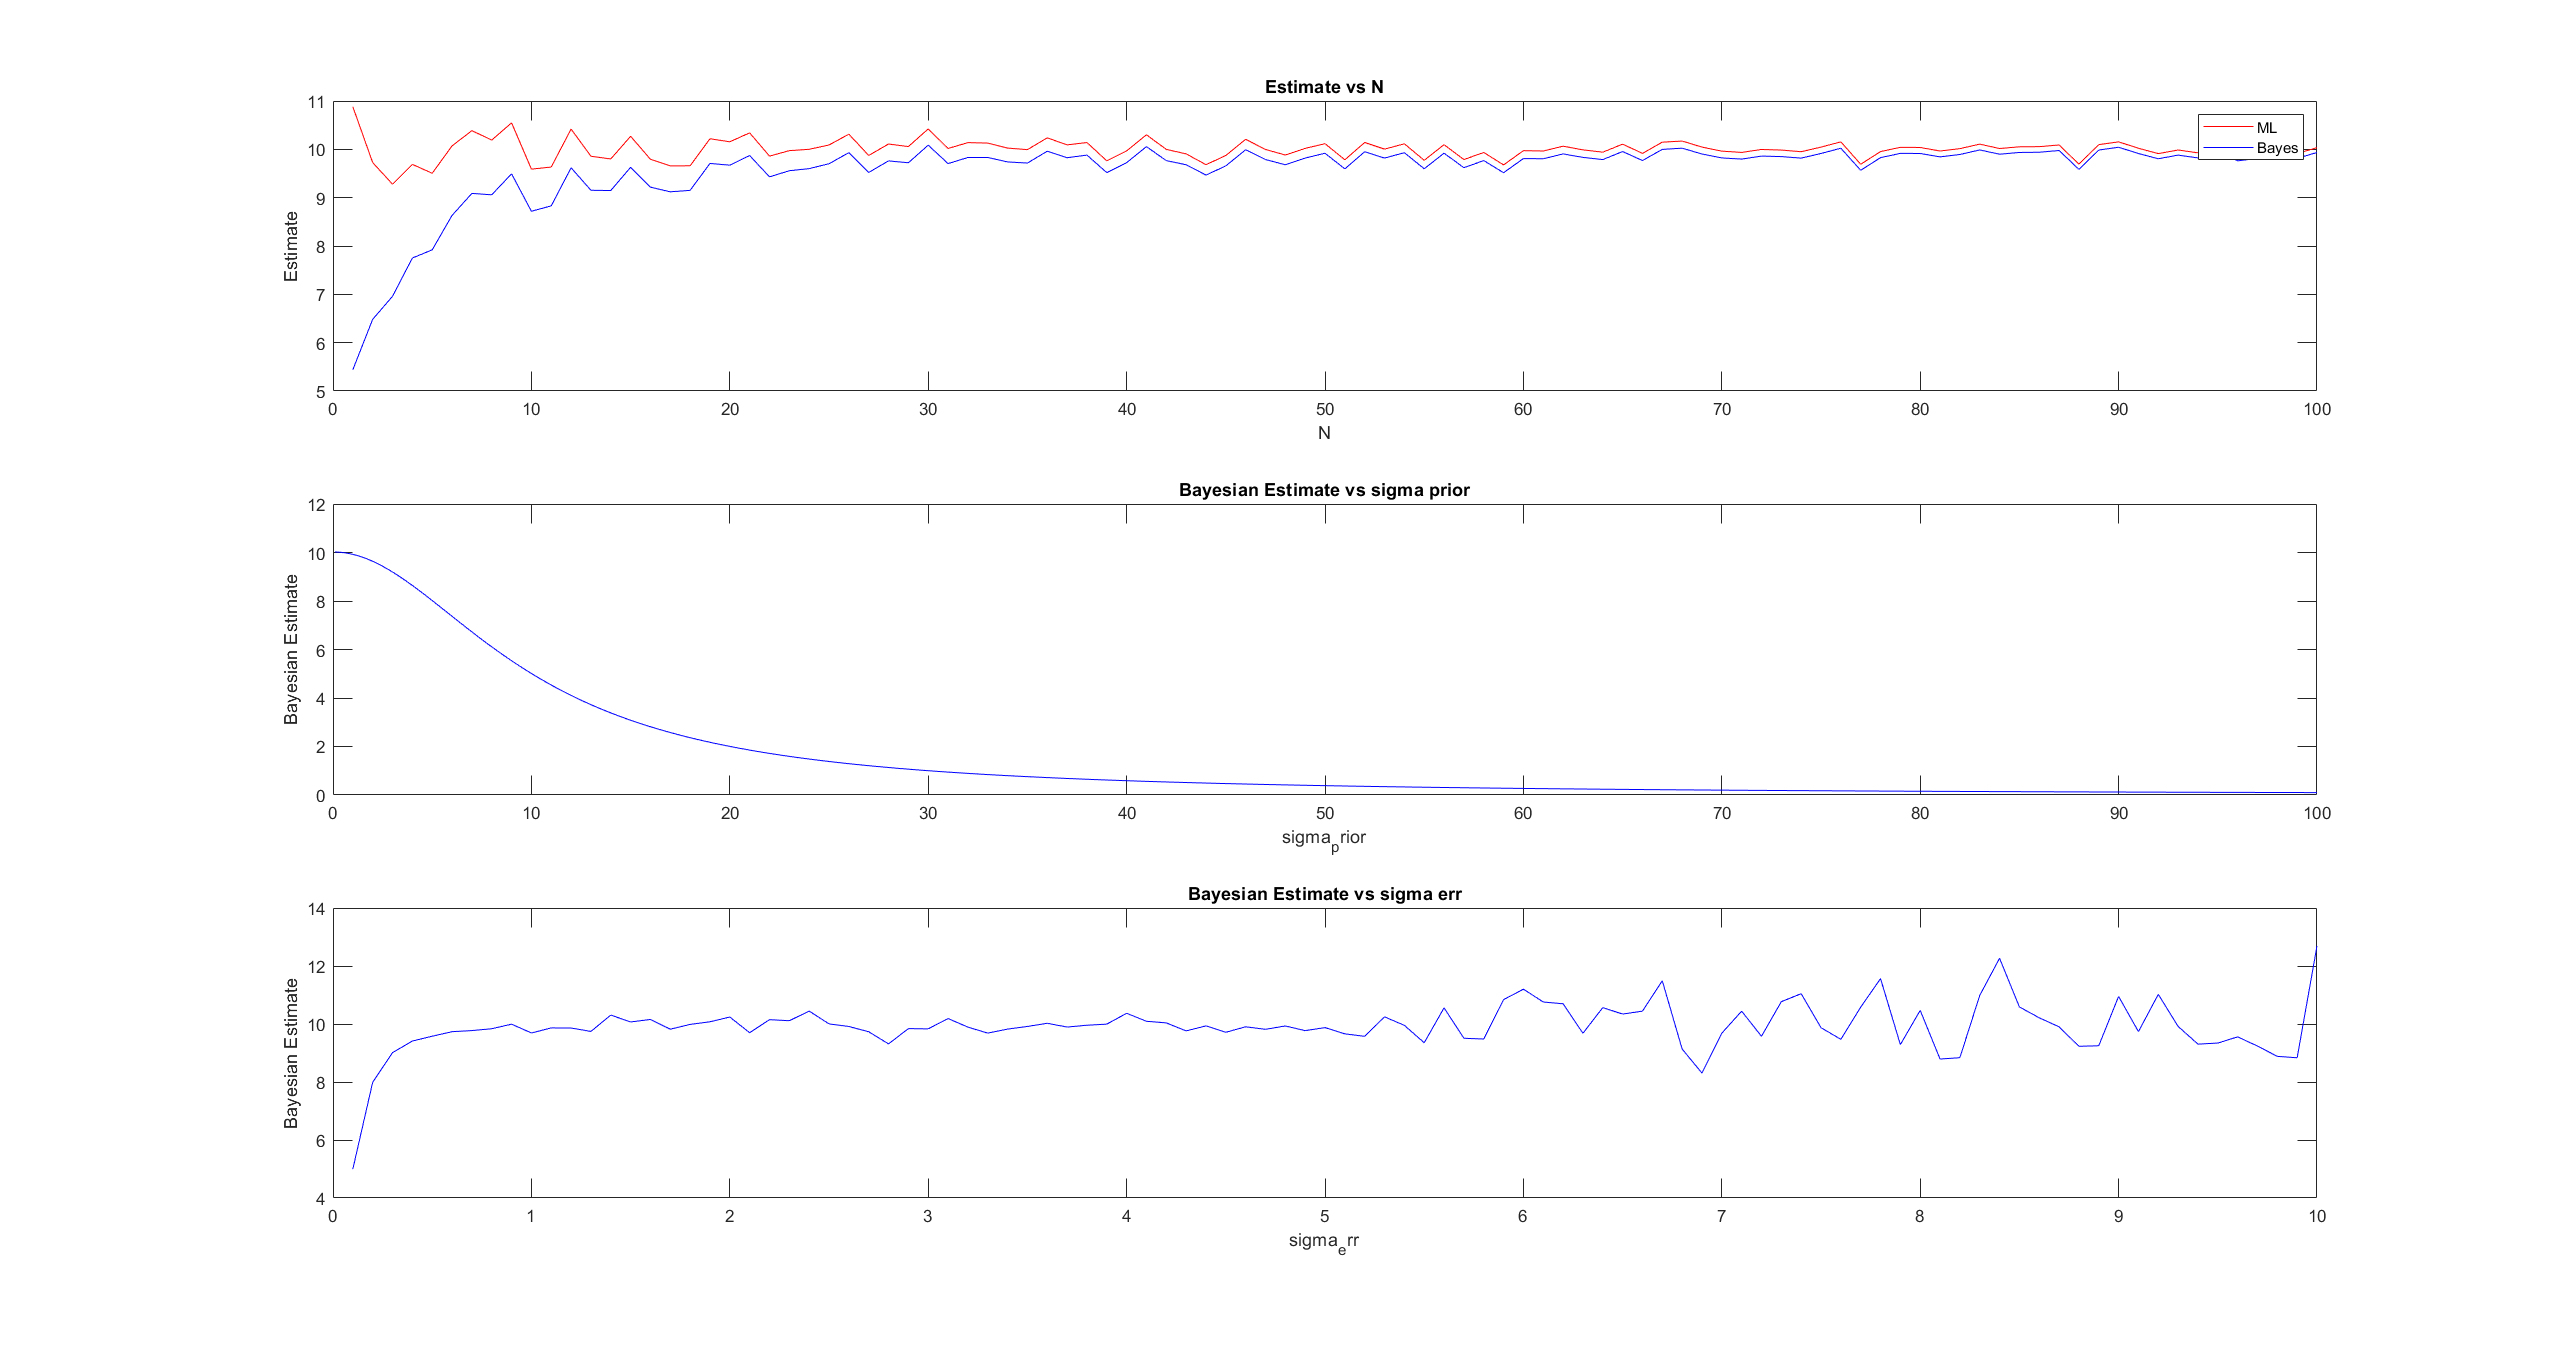 Estimate vs N
11
10
9
8
7
6
5
Estimate
ML
Bayes
0 10 20 30 40 50 60 70 80 90 100
N
Bayesian Estimate vs sigma prior
12
10
8
6
4
2
0
Bayesian Estimate
0 10 20 30 40 50 60 70 80 90 100
sigma_prior
Bayesian Estimate vs sigma err
14
12
10
8
6
4
Bayesian Estimate
0 1 2 3 4 5 6 7 8 9 10
sigma_err